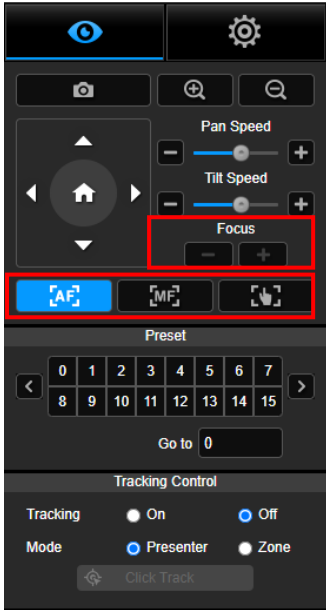 Pan Speed
Tilt Speed
Focus
AF
MF
Preset
0 1 2 3 4 5 6 7
8 9 10 11 12 13 14 15
Go to 0
Tracking Control
Tracking On Off
Mode Presenter Zone
Click Track